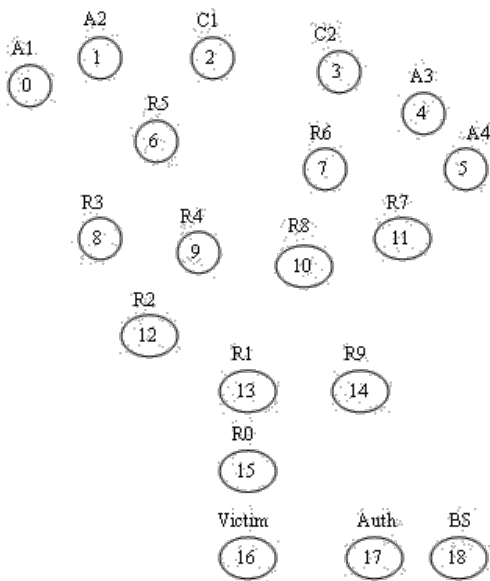 A1 A2 C1 C2
0 1 2 3
A3 A4
4 5
R5 R6
6 7
R3 R4 R8 R7
8 9 10 11
R2
12
R1 R9
13 14
R0
15
Victim Auth BS
16 17 18